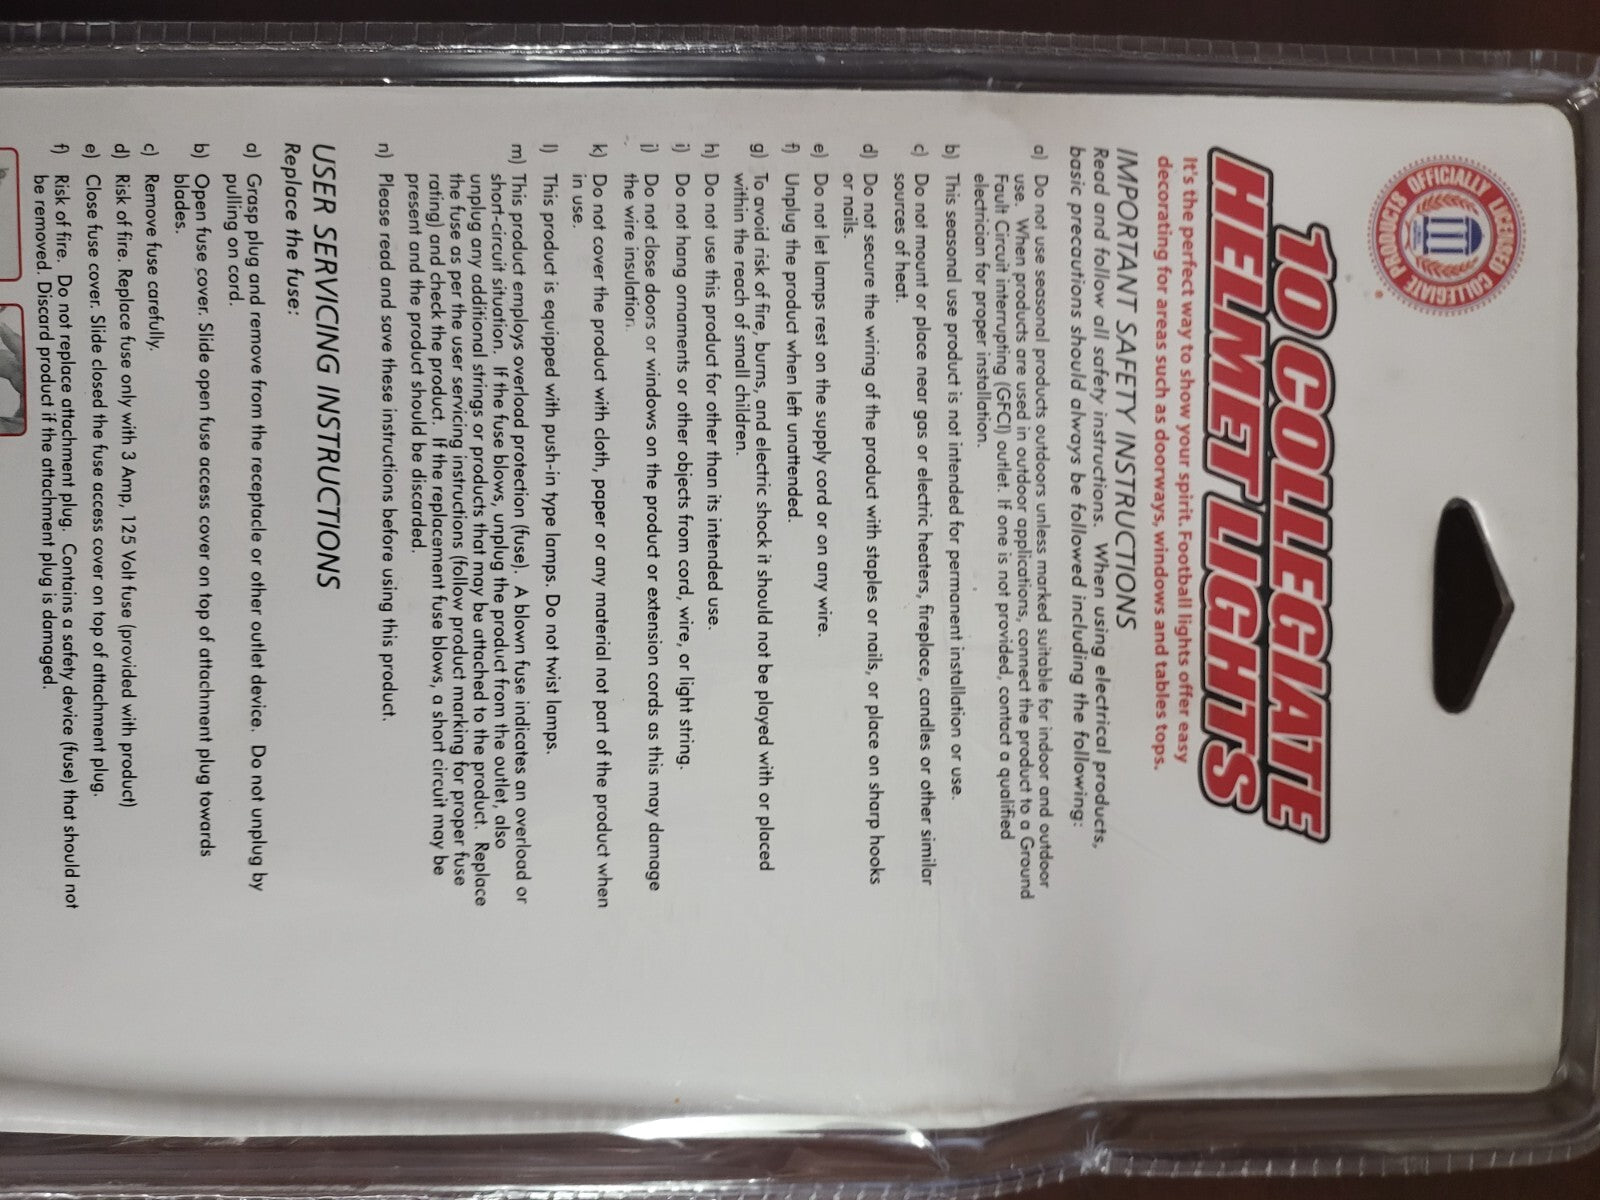 OFFICIALLY LICENSED COLLEGIATE PRODUCTS
10 COLLEGIATE
HELMET LIGHTS
It's the perfect way to show your spirit. Football lights offer easy
decorating for areas such as doorways, windows and tables tops.
IMPORTANT SAFETY INSTRUCTIONS
Read and follow all safety instructions. When using electrical products,
basic precautions should always be followed including the following:
a) Do not use seasonal products outdoors unless marked suitable for indoor and outdoor
use. When products are used in outdoor applications, connect the product to a Ground
Fault Circuit interrupting (GFCI) outlet. If one is not provided, contact a qualified
electrician for proper installation.
b) This seasonal use product is not intended for permanent installation or use.
c) Do not mount or place near gas or electric heaters, fireplace, candles or other similar
sources of heat.
d) Do not secure the wiring of the product with staples or nails, or place on sharp hooks
or nails.
e) Do not let lamps rest on the supply cord or on any wire.
f) Unplug the product when left unattended.
g) To avoid risk of fire, burns, and electric shock it should not be played with or placed
within the reach of small children.
h) Do not use this product for other than its intended use.
i) Do not hang ornaments or other objects from cord, wire, or light string.
j) Do not close doors or windows on the product or extension cords as this may damage
the wire insulation.
k) Do not cover the product with cloth, paper or any material not part of the product when
in use.
l) This product is equipped with push-in type lamps. Do not twist lamps.
m) This product employs overload protection (fuse). A blown fuse indicates an overload or
short-circuit situation. If the fuse blows, unplug the product from the outlet, also
unplug any additional strings or products that may be attached to the product. Replace
the fuse as per the user servicing instructions (follow product marking for proper fuse
rating) and check the product. If the replacement fuse blows, a short circuit may be
present and the product should be discarded.
n) Please read and save these instructions before using this product.
USER SERVICING INSTRUCTIONS
Replace the fuse:
a) Grasp plug and remove from the receptacle or other outlet device. Do not unplug by
pulling on cord.
b) Open fuse cover. Slide open fuse access cover on top of attachment plug towards
blades.
c) Remove fuse carefully.
d) Risk of fire. Replace fuse only with 3 Amp, 125 Volt fuse (provided with product)
e) Close fuse cover. Slide closed the fuse access cover on top of attachment plug.
f) Risk of fire. Do not replace attachment plug. Contains a safety device (fuse) that should not
be removed. Discard product if the attachment plug is damaged.